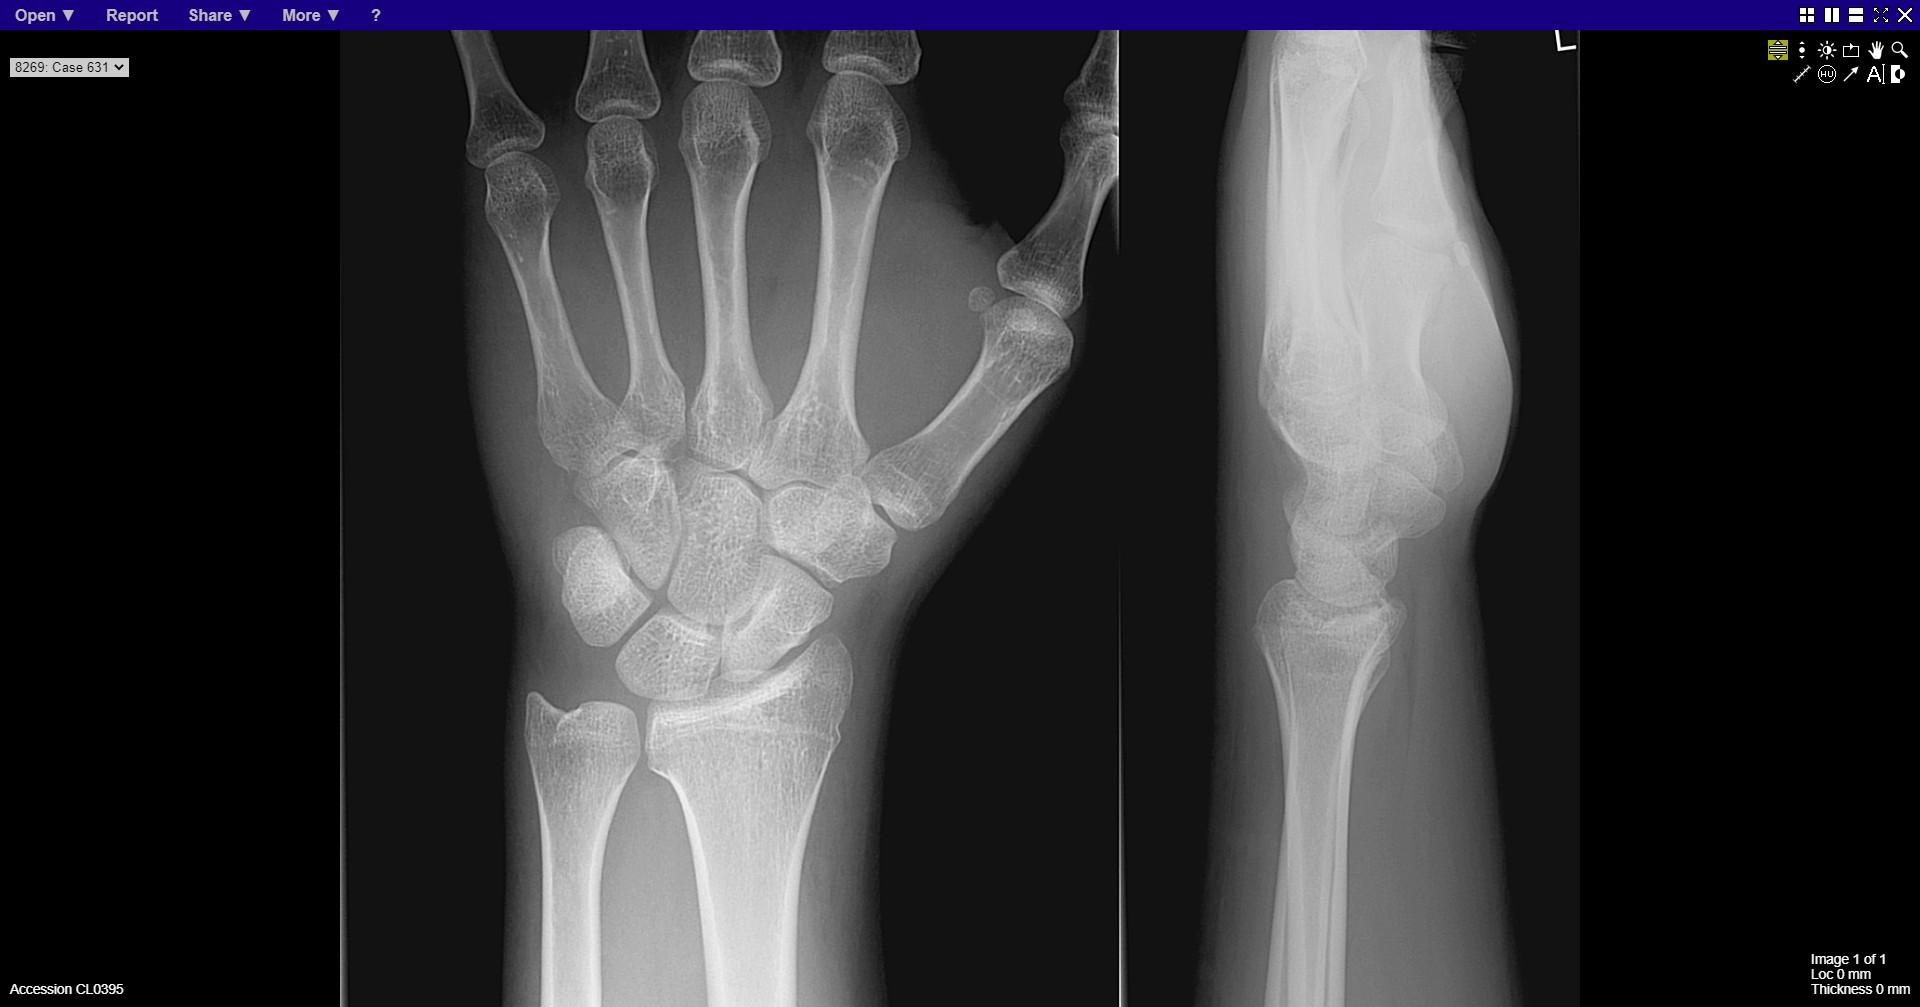 Open ▼ Report Share ▼ More ▼ ?
8269: Case 631
L
HU
A
Image 1 of 1
Loc 0 mm
Accession CL0395
Thickness 0 mm